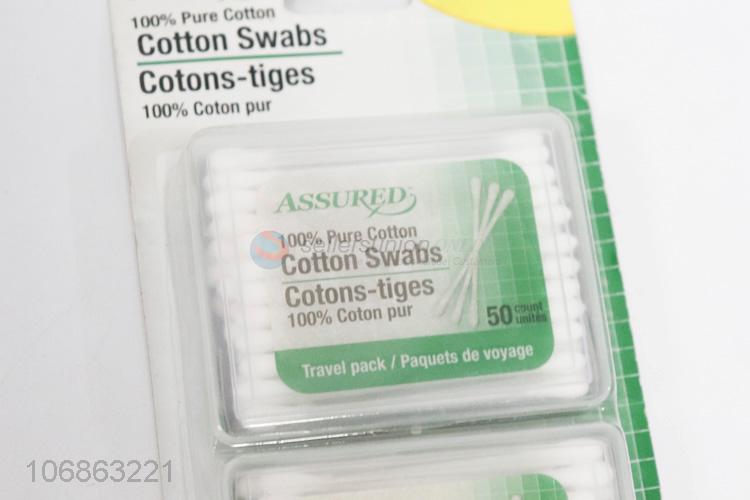 100% Pure Cotton
Cotton Swabs
Cotons-tiges
100% Coton pur
ASSURED
100% Pure Cotton
Cotton Swabs
Cotons-tiges
100% Coton pur
50 count
unités
Travel pack / Paquets de voyage
sellersunion
106863221